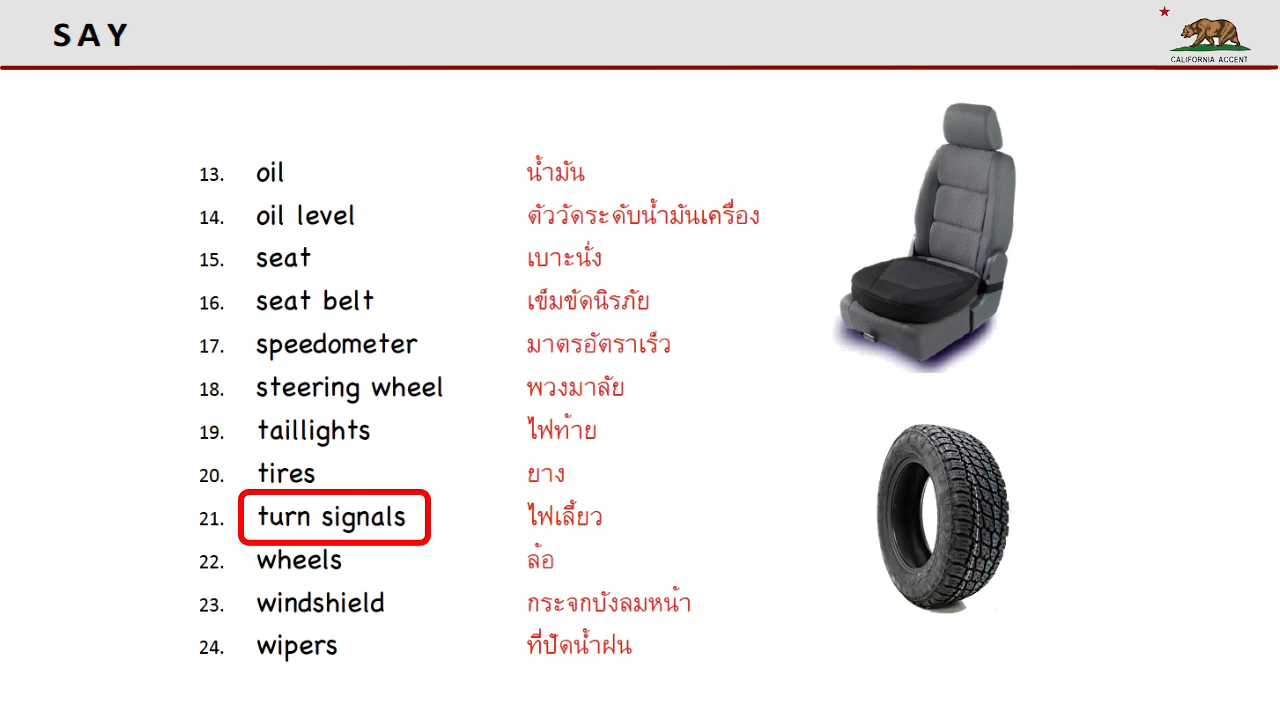 SAY
CALIFORNIA ACCENT
13. oil น้ำมัน
14. oil level ตัววัดระดับน้ำมันเครื่อง
15. seat เบาะนั่ง
16. seat belt เข็มขัดนิรภัย
17. speedometer มาตรอัตราเร็ว
18. steering wheel พวงมาลัย
19. taillights ไฟท้าย
20. tires ยาง
21. turn signals ไฟเลี้ยว
22. wheels ล้อ
23. windshield กระจกบังลมหน้า
24. wipers ที่ปัดน้ำฝน